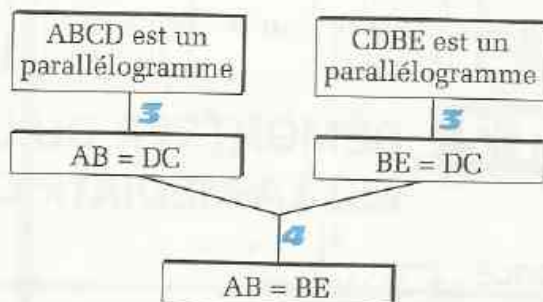 ABCD est un
parallélogramme
CDBE est un
parallélogramme
3
3
AB = DC
BE = DC
4
AB = BE